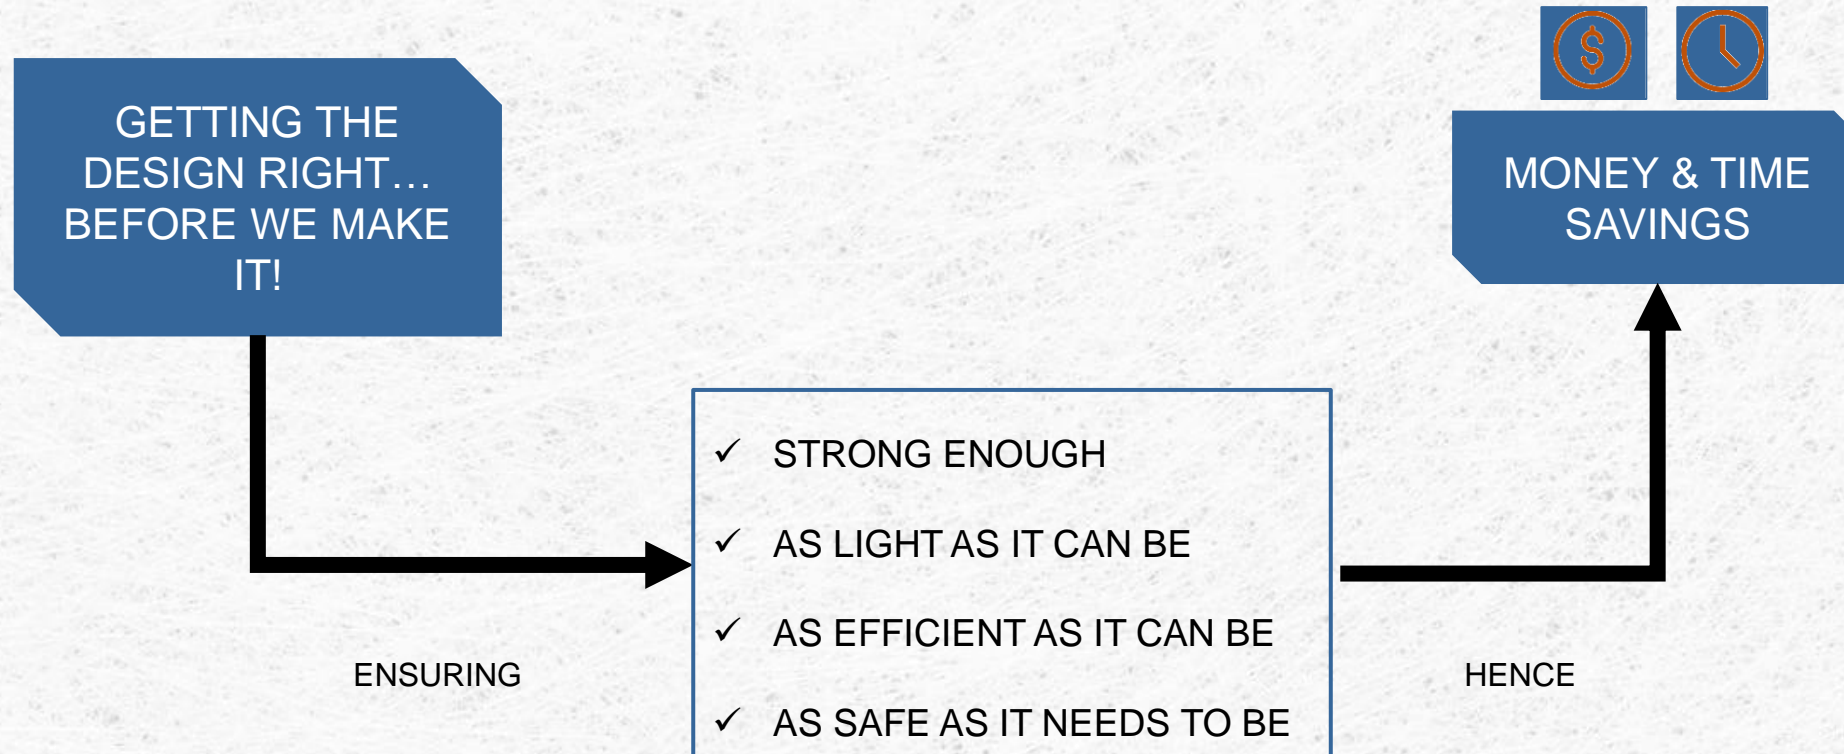 GETTING THE
DESIGN RIGHT…
BEFORE WE MAKE
IT!
ENSURING
✓ STRONG ENOUGH
✓ AS LIGHT AS IT CAN BE
✓ AS EFFICIENT AS IT CAN BE
✓ AS SAFE AS IT NEEDS TO BE
HENCE
$
MONEY & TIME
SAVINGS